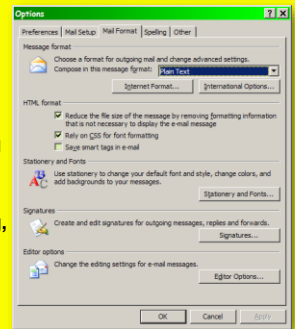 Options
Preferences Mail Setup Mail Format Spelling Other
Message format
Choose a format for outgoing mail and change advanced settings.
Compose in this message format: Plain Text
Internet Format... International Options...
HTML format
Reduce the file size of the message by removing formatting information
that is not necessary to display the e-mail message
Rely on CSS for font formatting
Save smart tags in e-mail
Stationery and Fonts
Use stationery to change your default font and style, change colors, and
add backgrounds to your messages.
Stationery and Fonts...
Signatures
Create and edit signatures for outgoing messages, replies and forwards.
Signatures...
Editor options
Change the editing settings for e-mail messages.
Editor Options...
OK Cancel Apply